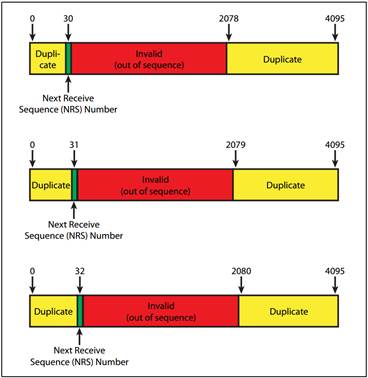 0 30 2078 4095
Dupli-
cate
Invalid
(out of sequence)
Duplicate
Next Receive
Sequence (NRS) Number
0 31 2079 4095
Duplicate
Invalid
(out of sequence)
Duplicate
Next Receive
Sequence (NRS) Number
0 32 2080 4095
Duplicate
Invalid
(out of sequence)
Duplicate
Next Receive
Sequence (NRS) Number